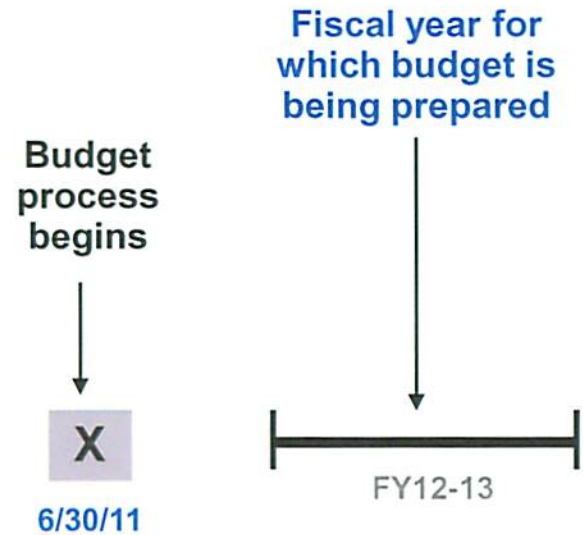 Fiscal year for
which budget is
being prepared
Budget
process
begins
X
6/30/11
FY12-13